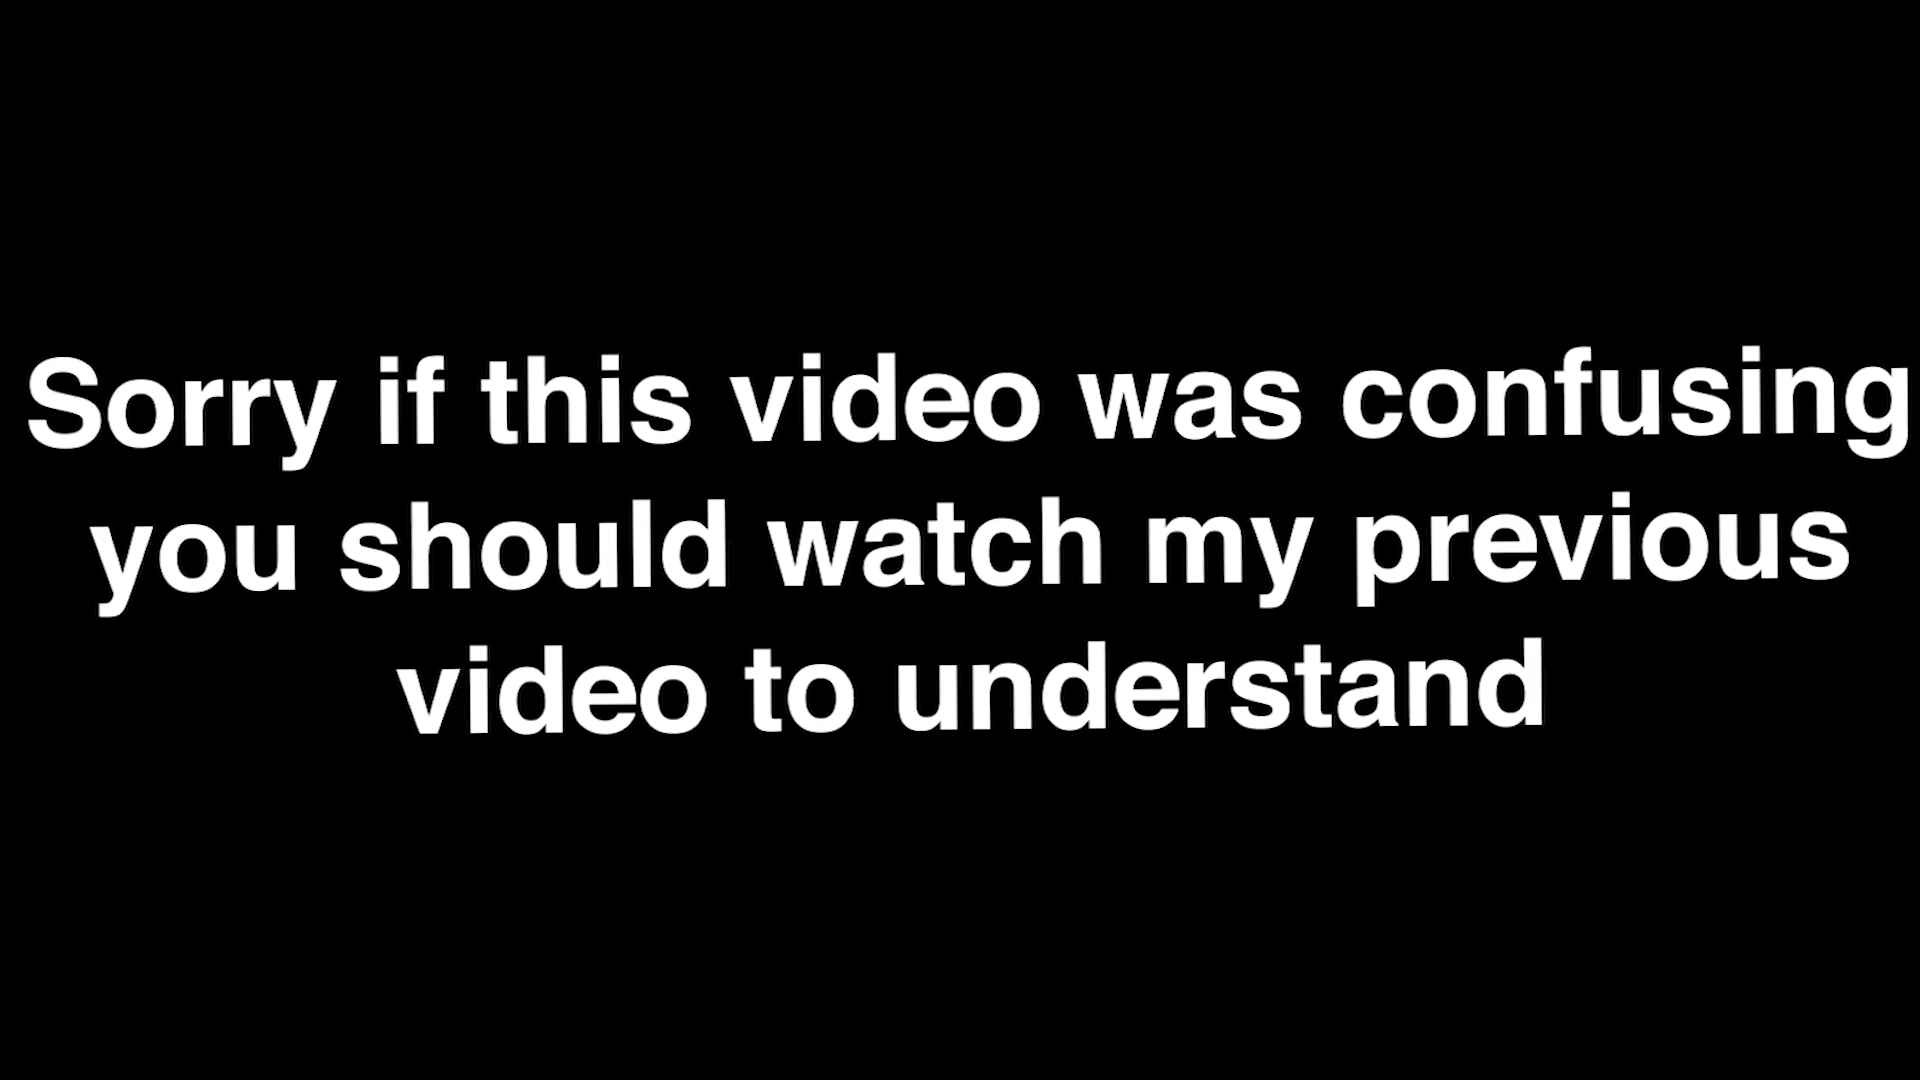 Sorry if this video was confusing
you should watch my previous
video to understand